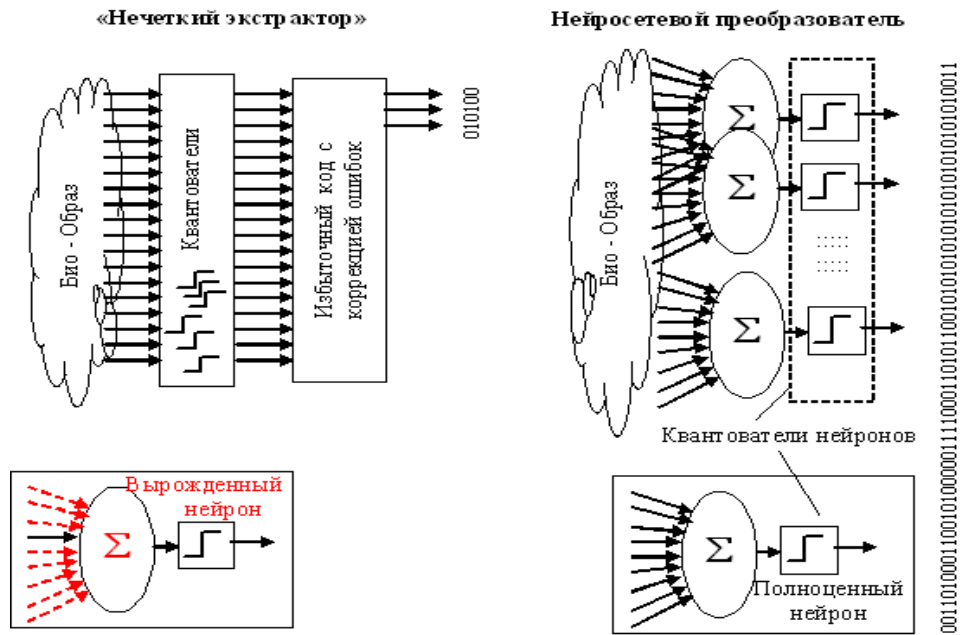 «Нечеткий экстрактор»
Био - Образ
Квантователи
Избыточный код с
коррекцией ошибок
010100
Вырожденный
нейрон
Σ
Нейросетевой преобразователь
Био - Образ
Σ
Σ
Σ
Квантователи нейронов
Σ
Полноценный
нейрон